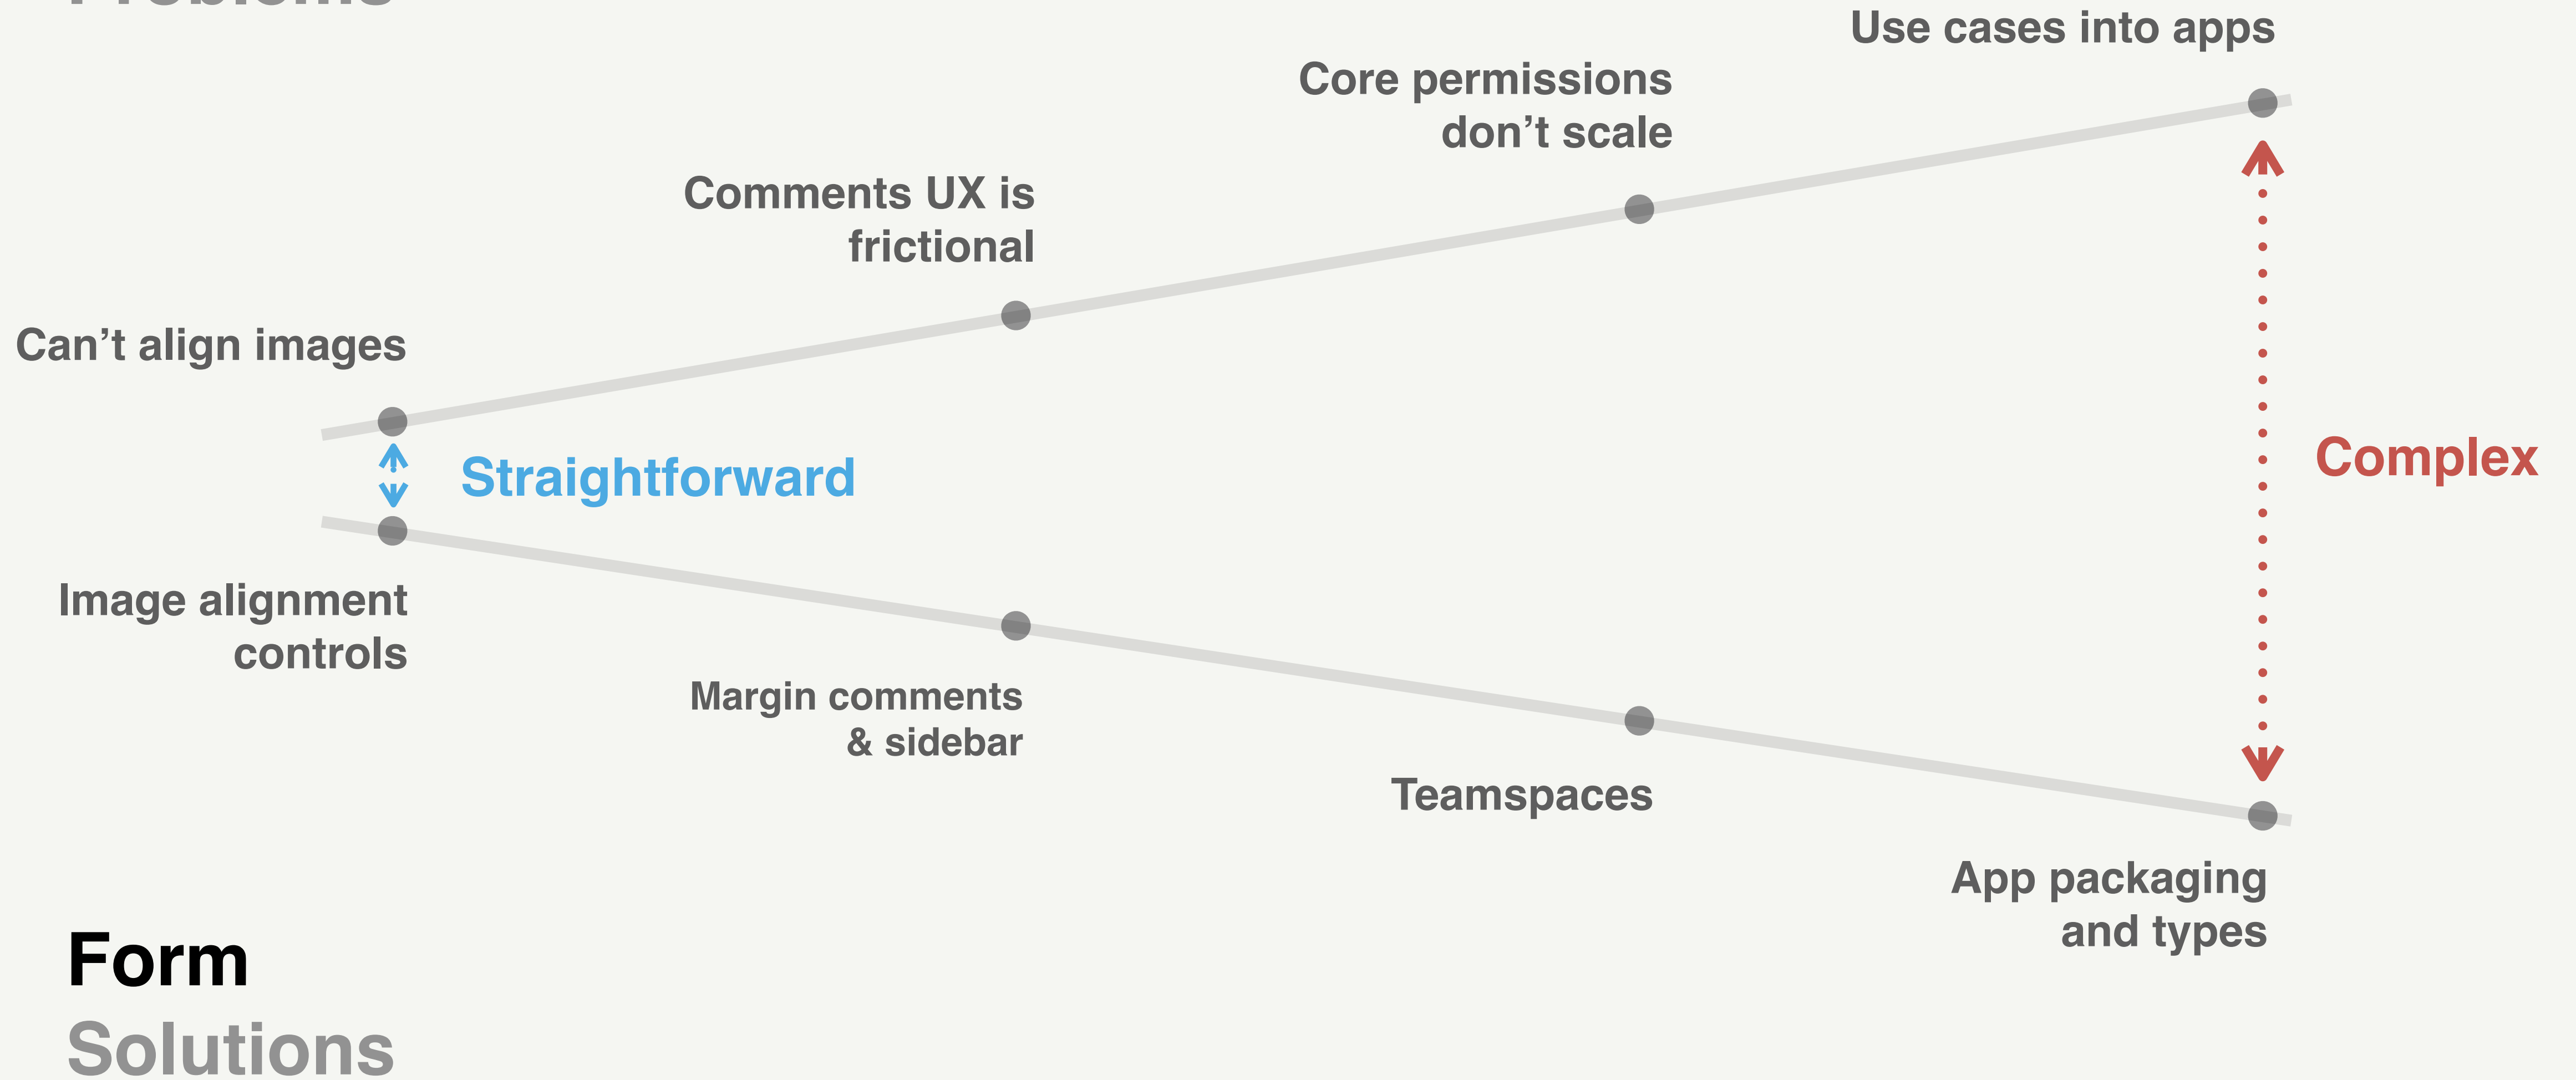 Problems
Use cases into apps
Core permissions
don’t scale
Comments UX is
frictional
Can’t align images
Straightforward
Complex
Image alignment
controls
Margin comments
& sidebar
Teamspaces
App packaging
and types
Form
Solutions